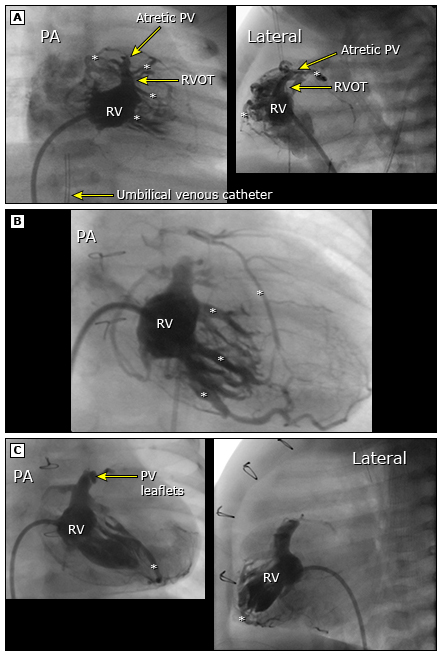 A
PA
Atretic PV
*
*
RVOT
*
RV
*
Umbilical venous catheter
Lateral
Atretic PV
*
RVOT
RV
*
B
PA
*
RV
*
*
*
C
PA
PV
leaflets
RV
*
Lateral
RV
*